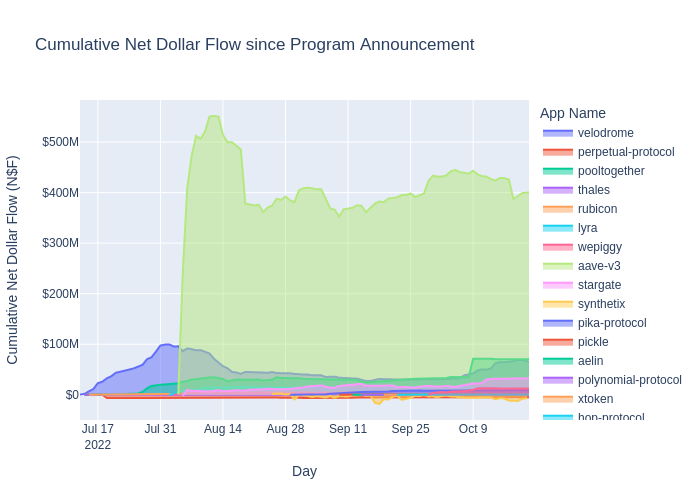 Cumulative Net Dollar Flow since Program Announcement
Cumulative Net Dollar Flow (N$F)
$500M
$400M
$300M
$200M
$100M
$0
Jul 17
2022
Jul 31
Aug 14
Aug 28
Sep 11
Sep 25
Oct 9
Day
App Name
velodrome
perpetual-protocol
pooltogether
thales
rubicon
lyra
wepiggy
aave-v3
stargate
synthetix
pika-protocol
pickle
aelin
polynomial-protocol
xtoken
hop-protocol